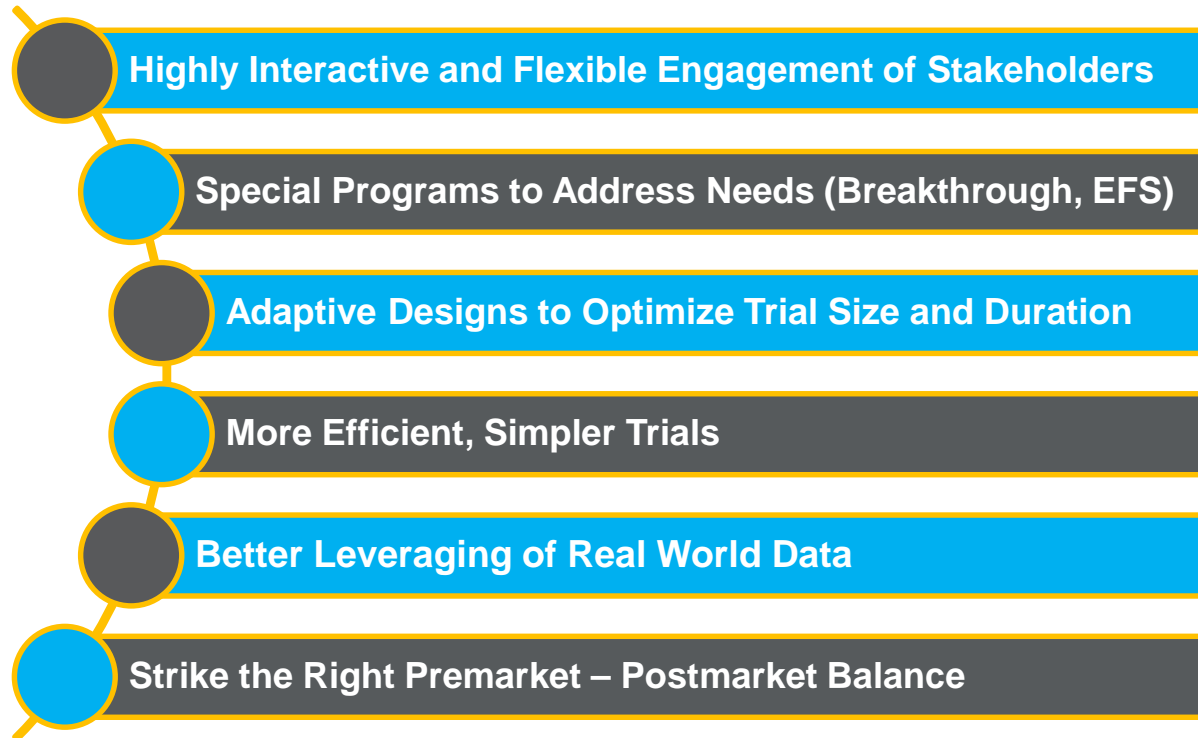 Highly Interactive and Flexible Engagement of Stakeholders
Special Programs to Address Needs (Breakthrough, EFS)
Adaptive Designs to Optimize Trial Size and Duration
More Efficient, Simpler Trials
Better Leveraging of Real World Data
Strike the Right Premarket – Postmarket Balance